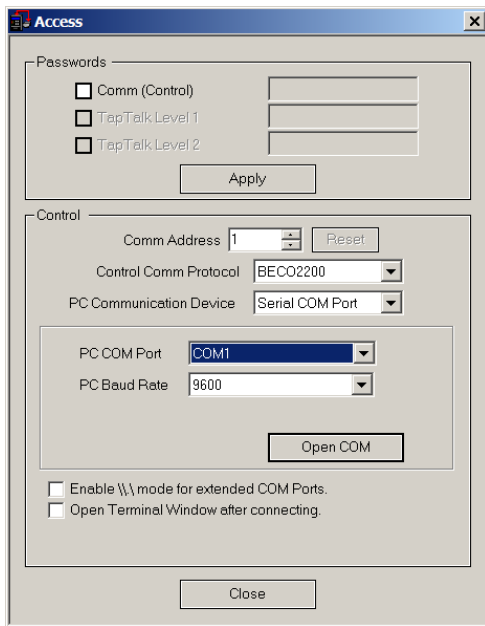 Access
Passwords
Comm (Control)
TapTalk Level 1
TapTalk Level 2
Apply
Control
Comm Address 1 Reset
Control Comm Protocol BECO2200
PC Communication Device Serial COM Port
PC COM Port COM1
PC Baud Rate 9600
Open COM
Enable \\.\ mode for extended COM Ports.
Open Terminal Window after connecting.
Close